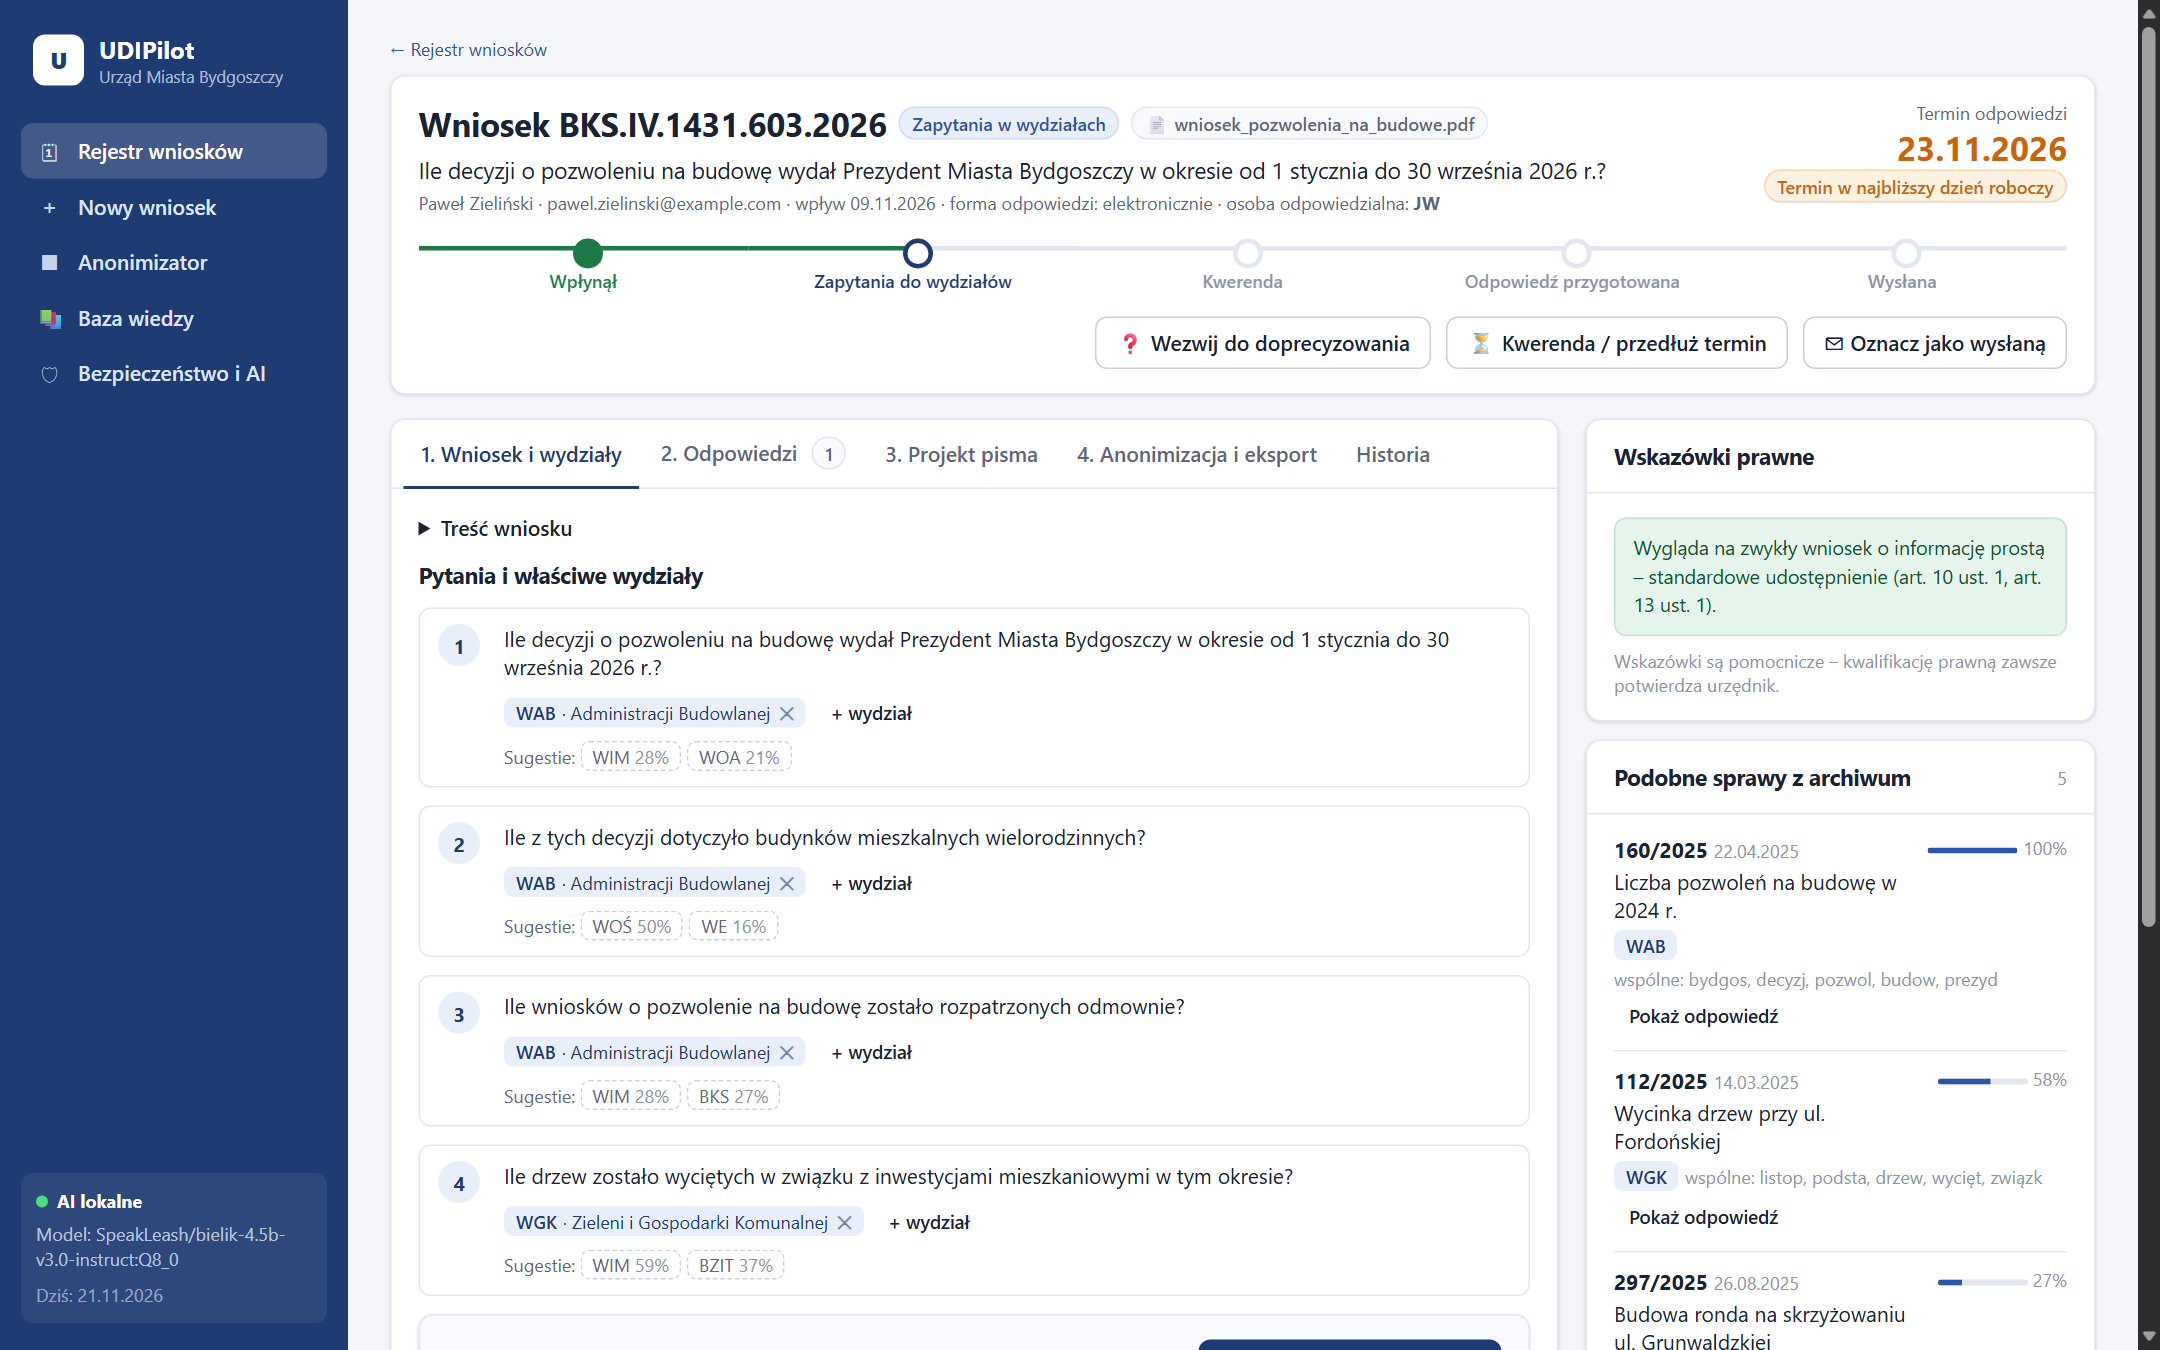 U
UDIPilot
Urząd Miasta Bydgoszczy
Rejestr wniosków
+ Nowy wniosek
Anonimizator
Baza wiedzy
Bezpieczeństwo i AI
AI lokalne
Model: SpeakLeash/bielik-4.5b-
v3.0-instruct:Q8_0
Dziś: 21.11.2026
← Rejestr wniosków
Wniosek BKS.IV.1431.603.2026
Zapytania w wydziałach
wniosek_pozwolenia_na_budowe.pdf
Ile decyzji o pozwoleniu na budowę wydał Prezydent Miasta Bydgoszczy w okresie od 1 stycznia do 30 września 2026 r.?
Paweł Zieliński · pawel.zielinski@example.com · wpływ 09.11.2026 · forma odpowiedzi: elektronicznie · osoba odpowiedzialna: JW
Termin odpowiedzi
23.11.2026
Termin w najbliższy dzień roboczy
Wpłynął
Zapytania do wydziałów
Kwerenda
Odpowiedź przygotowana
Wysłana
❓ Wezwij do doprecyzowania
⏳ Kwerenda / przedłuż termin
✉ Oznacz jako wysłaną
1. Wniosek i wydziały
2. Odpowiedzi 1
3. Projekt pisma
4. Anonimizacja i eksport
Historia
▶ Treść wniosku
Pytania i właściwe wydziały
1
Ile decyzji o pozwoleniu na budowę wydał Prezydent Miasta Bydgoszczy w okresie od 1 stycznia do 30
września 2026 r.?
WAB · Administracji Budowlanej ✕ + wydział
Sugestie: WIM 28% WOA 21%
2
Ile z tych decyzji dotyczyło budynków mieszkalnych wielorodzinnych?
WAB · Administracji Budowlanej ✕ + wydział
Sugestie: WOŚ 50% WE 16%
3
Ile wniosków o pozwolenie na budowę zostało rozpatrzonych odmownie?
WAB · Administracji Budowlanej ✕ + wydział
Sugestie: WIM 28% BKS 27%
4
Ile drzew zostało wyciętych w związku z inwestycjami mieszkaniowymi w tym okresie?
WGK · Zieleni i Gospodarki Komunalnej ✕ + wydział
Sugestie: WIM 59% BZIT 37%
Wskazówki prawne
Wygląda na zwykły wniosek o informację prostą
– standardowe udostępnienie (art. 10 ust. 1, art.
13 ust. 1).
Wskazówki są pomocnicze – kwalifikację prawną zawsze
potwierdza urzędnik.
Podobne sprawy z archiwum 5
160/2025 22.04.2025 100%
Liczba pozwoleń na budowę w
2024 r.
WAB
wspólne: bydgos, decyzj, pozwol, budow, prezyd
Pokaż odpowiedź
112/2025 14.03.2025 58%
Wycinka drzew przy ul.
Fordońskiej
WGK wspólne: listop, podsta, drzew, wycięt, związk
Pokaż odpowiedź
297/2025 26.08.2025 27%
Budowa ronda na skrzyżowaniu
ul. Grunwaldzkiej